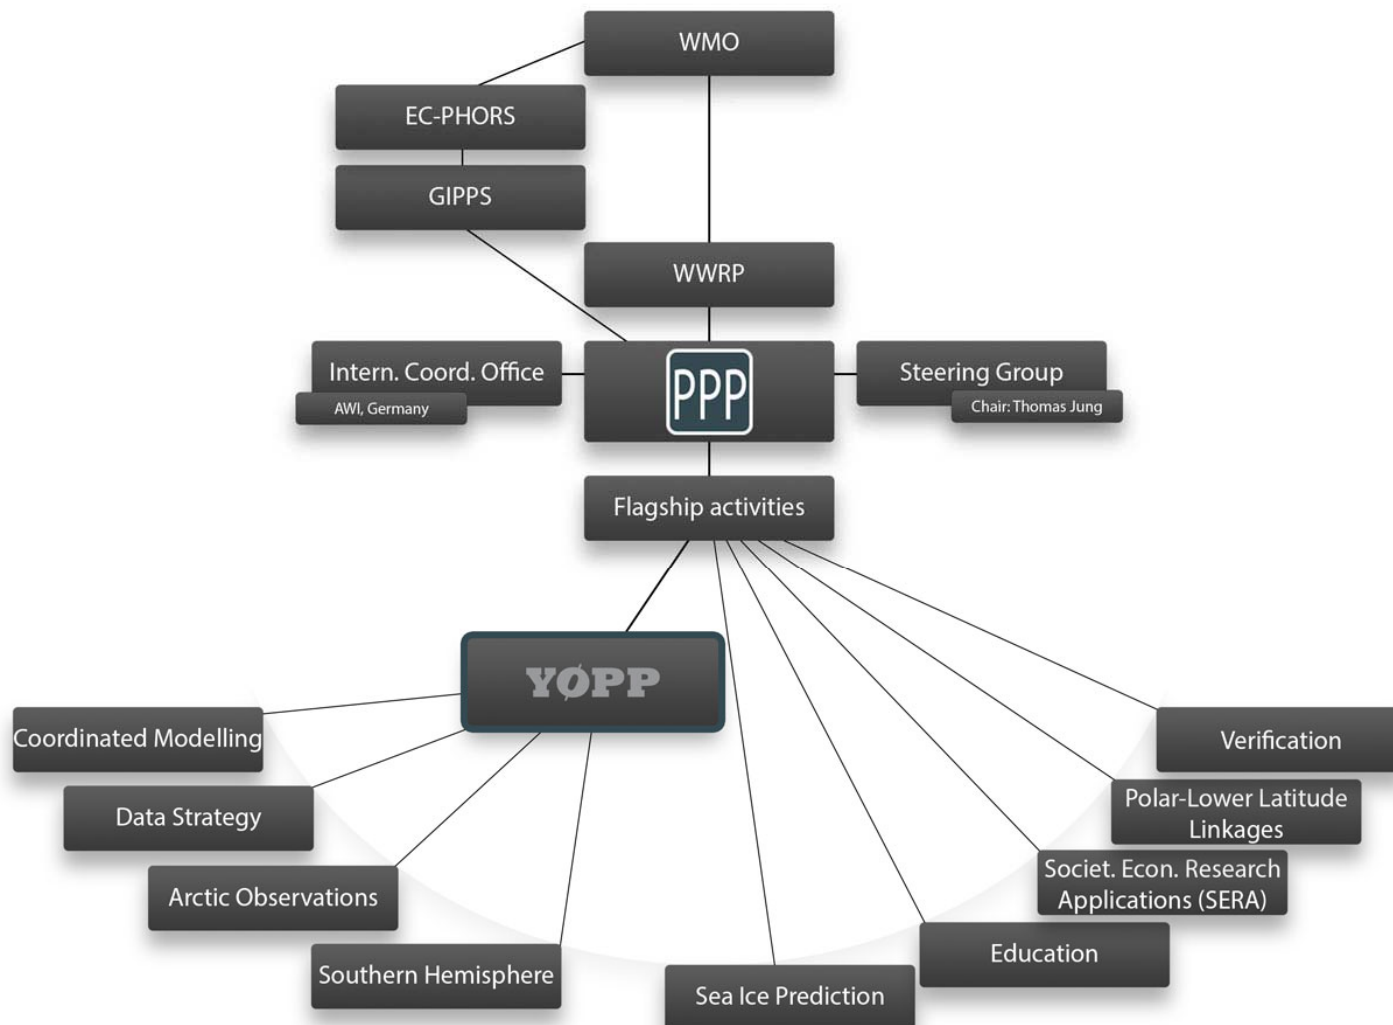 WMO
EC-PHORS
GIPPS
WWRP
Intern. Coord. Office
AWI, Germany
PPP
Steering Group
Chair: Thomas Jung
Flagship activities
YØPP
Coordinated Modelling
Data Strategy
Arctic Observations
Southern Hemisphere
Sea Ice Prediction
Education
Societ. Econ. Research
Applications (SERA)
Polar-Lower Latitude
Linkages
Verification